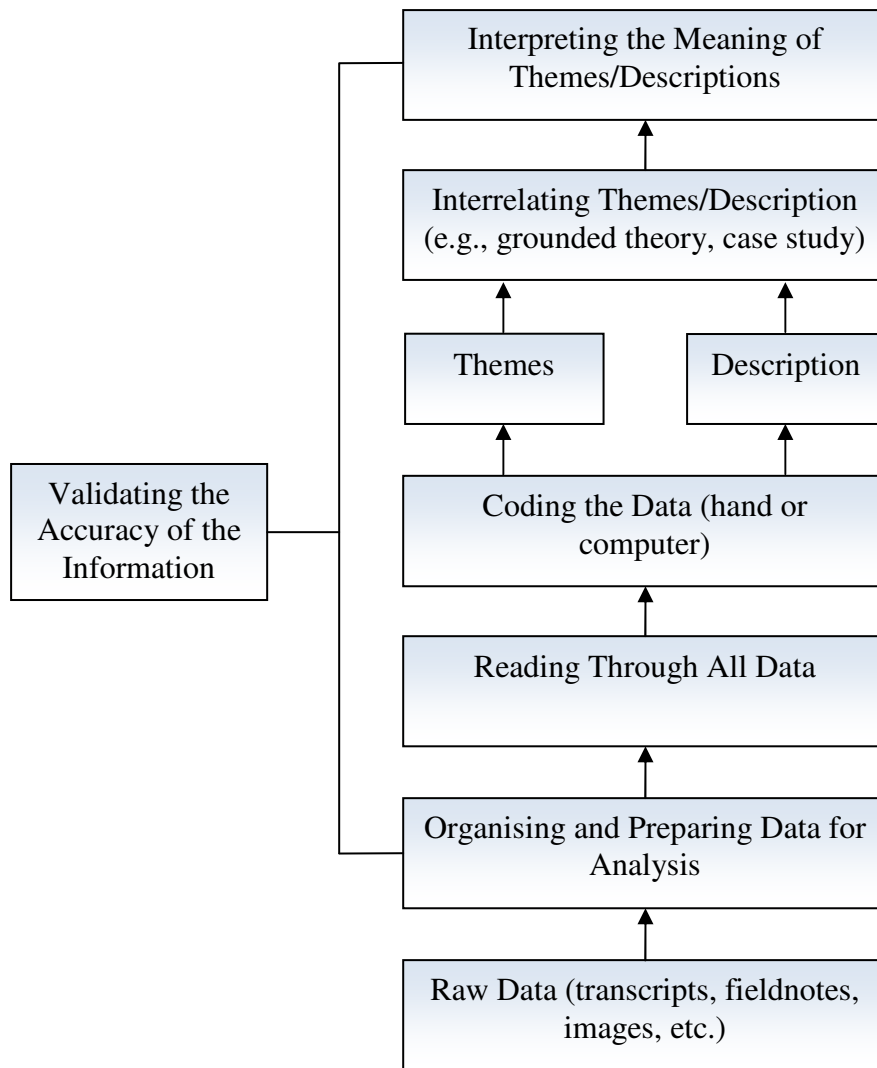 Interpreting the Meaning of
Themes/Descriptions
Interrelating Themes/Description
(e.g., grounded theory, case study)
Themes
Description
Validating the
Accuracy of the
Information
Coding the Data (hand or
computer)
Reading Through All Data
Organising and Preparing Data for
Analysis
Raw Data (transcripts, fieldnotes,
images, etc.)